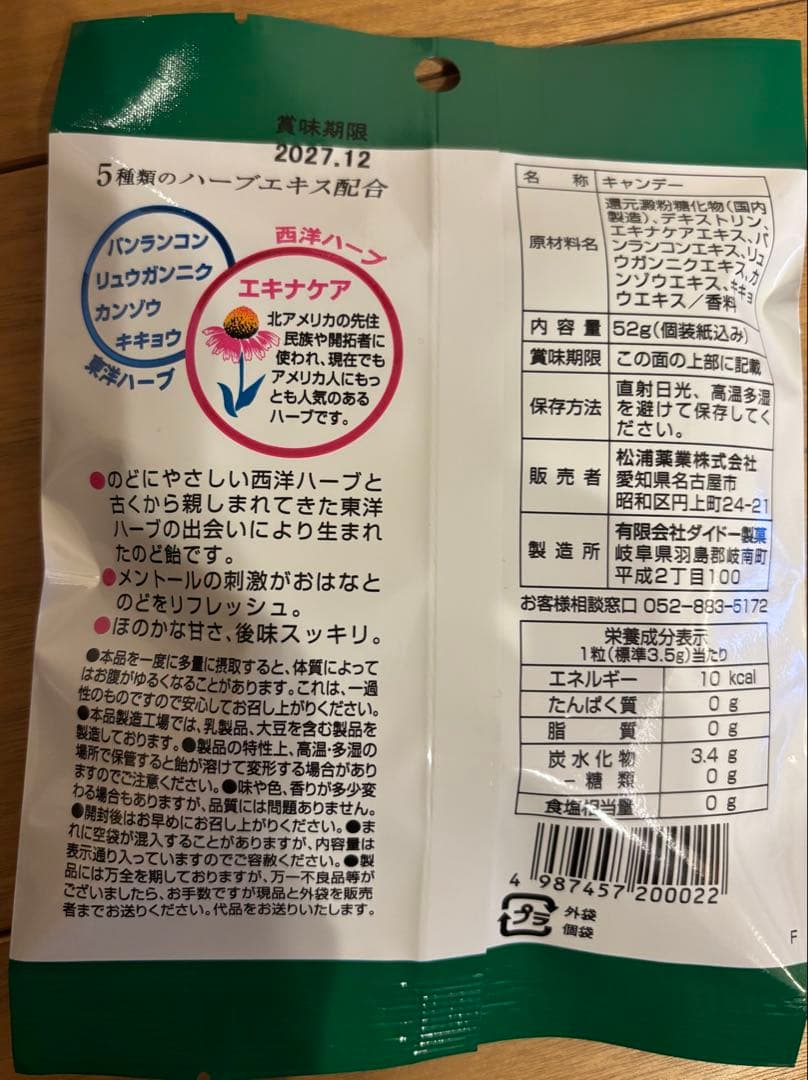 賞味期限
2027.12
5種類のハーブエキス配合
バンランコン
リュウガンニク
カンゾウ
キキョウ
東洋ハーブ
西洋ハーブ
エキナケア
北アメリカの先住
民族や開拓者に
使われ、現在でも
アメリカ人にもっ
とも人気のある
ハーブです。
●のどにやさしい西洋ハーブと
古くから親しまれてきた東洋
ハーブの出会いにより生まれ
たのど飴です。
●メントールの刺激がおはなと
のどをリフレッシュ。
●ほのかな甘さ、後味スッキリ。
●本品を一度に多量に摂取すると、体質によって
はお腹がゆるくなることがあります。これは、一過
性のものですので安心してお召し上がりください。
●本品製造工場では、乳製品、大豆を含む製品を
製造しております。●製品の特性上、高温・多湿の
場所で保管すると飴が溶けて変形する場合があり
ますのでご注意ください。●味や色、香りが多少変
わる場合もありますが、品質には問題ありません。
●開封後はお早めにお召し上がりください。●ま
れに空袋が混入することがありますが、内容量は
表示通り入っていますのでご容赦ください。●製
品には万全を期しておりますが、万一不良品等が
ございましたら、お手数ですが現品と外袋を販売
者までお送りください。代品をお送りいたします。
名 称 キャンデー
原材料名
還元澱粉糖化物(国内
製造)、デキストリン、
エキナケアエキス、バ
ンランコンエキス、リュ
ウガンニクエキス、カ
ンゾウエキス、キキョ
ウエキス／香料
内容量 52g(個装紙込み)
賞味期限 この面の上部に記載
保存方法
直射日光、高温多湿
を避けて保存してく
ださい。
販売者
松浦薬業株式会社
愛知県名古屋市
昭和区円上町24-21
製造所
有限会社ダイドー製菓
岐阜県羽島郡岐南町
平成2丁目100
お客様相談窓口 052-883-5172
栄養成分表示
1粒(標準3.5g)当たり
エネルギー 10 kcal
たんぱく質 0 g
脂 質 0 g
炭水化物 3.4 g
－糖類 0 g
食塩相当量 0 g
4 987457 200022
プラ
外袋
個袋
F